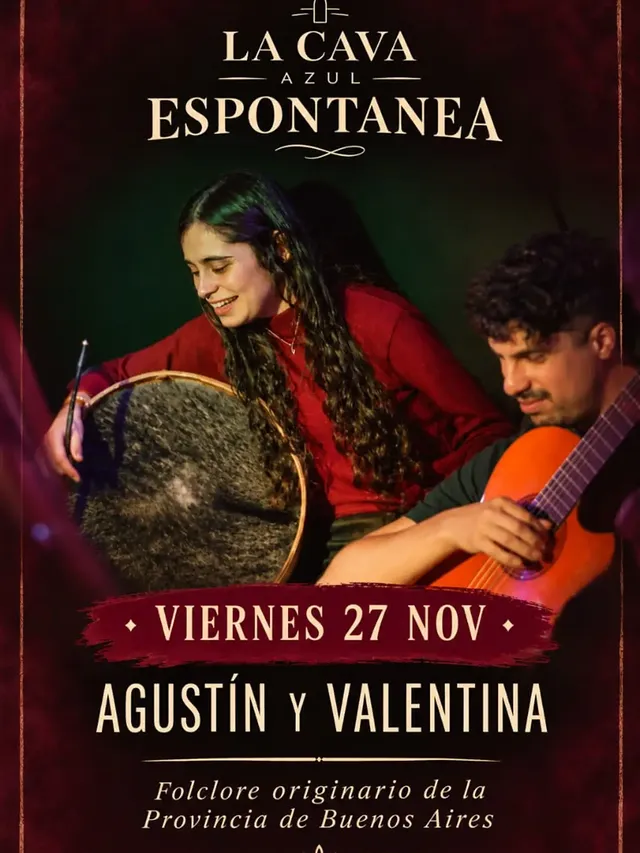 LA CAVA
AZUL
ESPONTANEA
VIERNES 27 NOV
AGUSTÍN Y VALENTINA
Folclore originario de la
Provincia de Buenos Aires